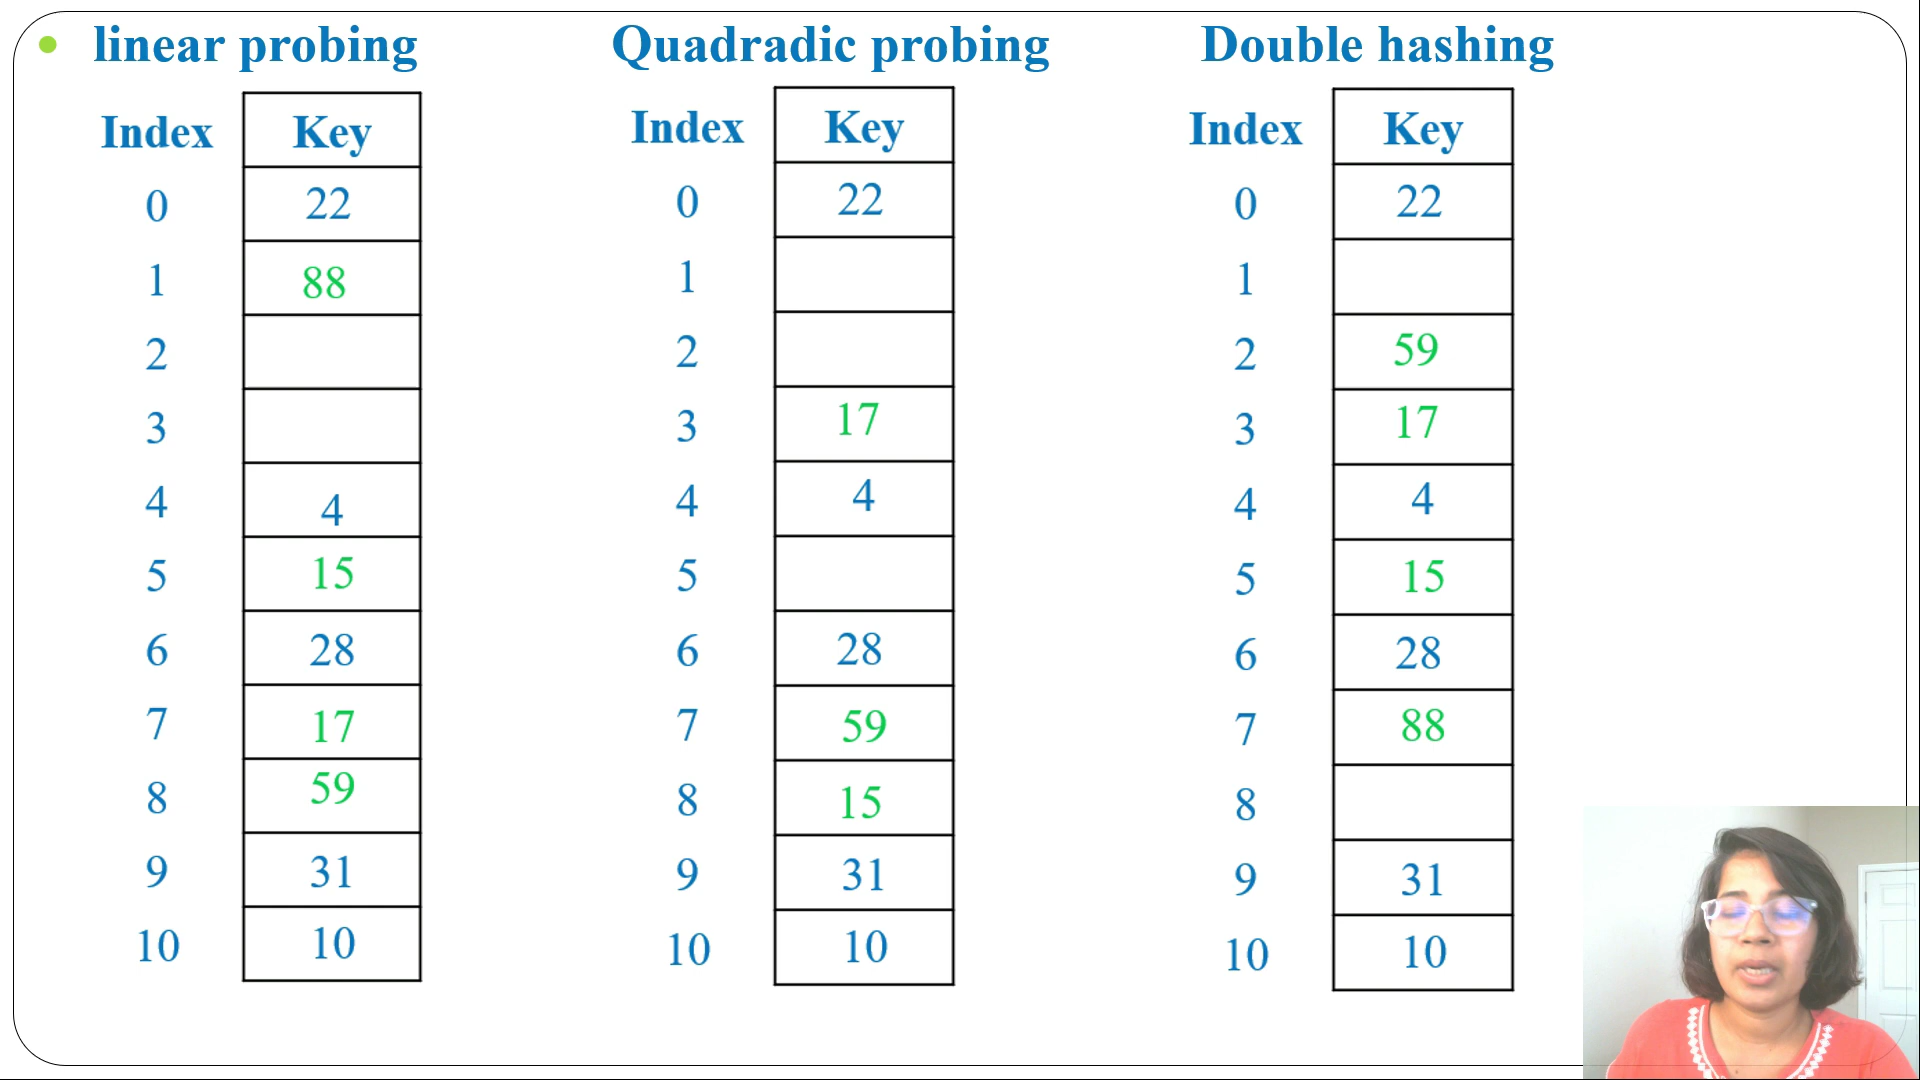 linear probing Quadradic probing Double hashing
Index Key Index Key Index Key
0 22 0 22 0 22
1 88 1 1
2 2 2 59
3 3 17 3 17
4 4 4 4 4 4
5 15 5 5 15
6 28 6 28 6 28
7 17 7 59 7 88
8 59 8 15 8
9 31 9 31 9 31
10 10 10 10 10 10